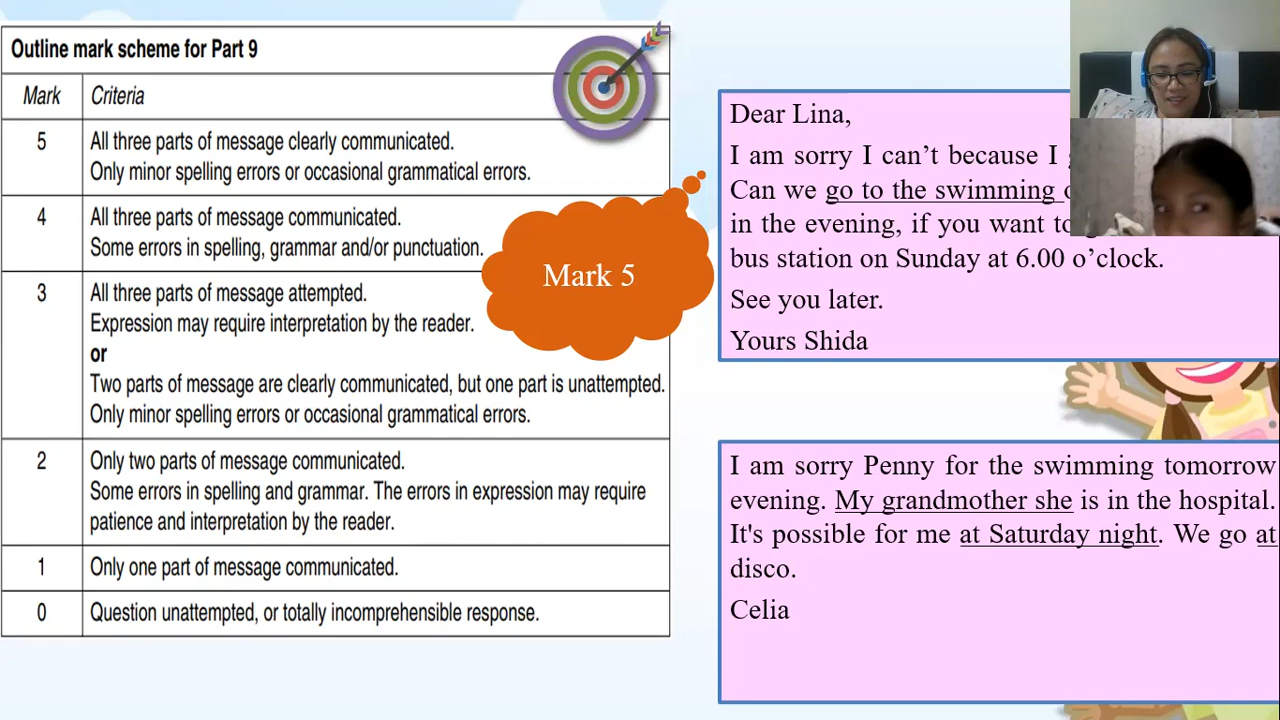 Outline mark scheme for Part 9
Mark Criteria
5 All three parts of message clearly communicated.
Only minor spelling errors or occasional grammatical errors.
4 All three parts of message communicated.
Some errors in spelling, grammar and/or punctuation.
3 All three parts of message attempted.
Expression may require interpretation by the reader.
or
Two parts of message are clearly communicated, but one part is unattempted.
Only minor spelling errors or occasional grammatical errors.
2 Only two parts of message communicated.
Some errors in spelling and grammar. The errors in expression may require
patience and interpretation by the reader.
1 Only one part of message communicated.
0 Question unattempted, or totally incomprehensible response.
Mark 5
Dear Lina,
I am sorry I can’t because I
Can we go to the swimming
in the evening, if you want to
bus station on Sunday at 6.00 o’clock.
See you later.
Yours Shida
I am sorry Penny for the swimming tomorrow
evening. My grandmother she is in the hospital.
It's possible for me at Saturday night. We go at
disco.
Celia